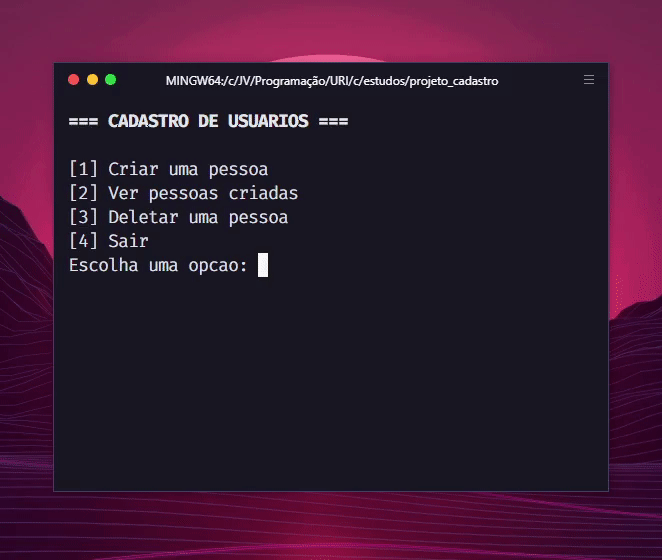 MINGW64:/c/JV/Programação/URI/c/estudos/projeto_cadastro
=== CADASTRO DE USUARIOS ===
[1] Criar uma pessoa
[2] Ver pessoas criadas
[3] Deletar uma pessoa
[4] Sair
Escolha uma opcao: